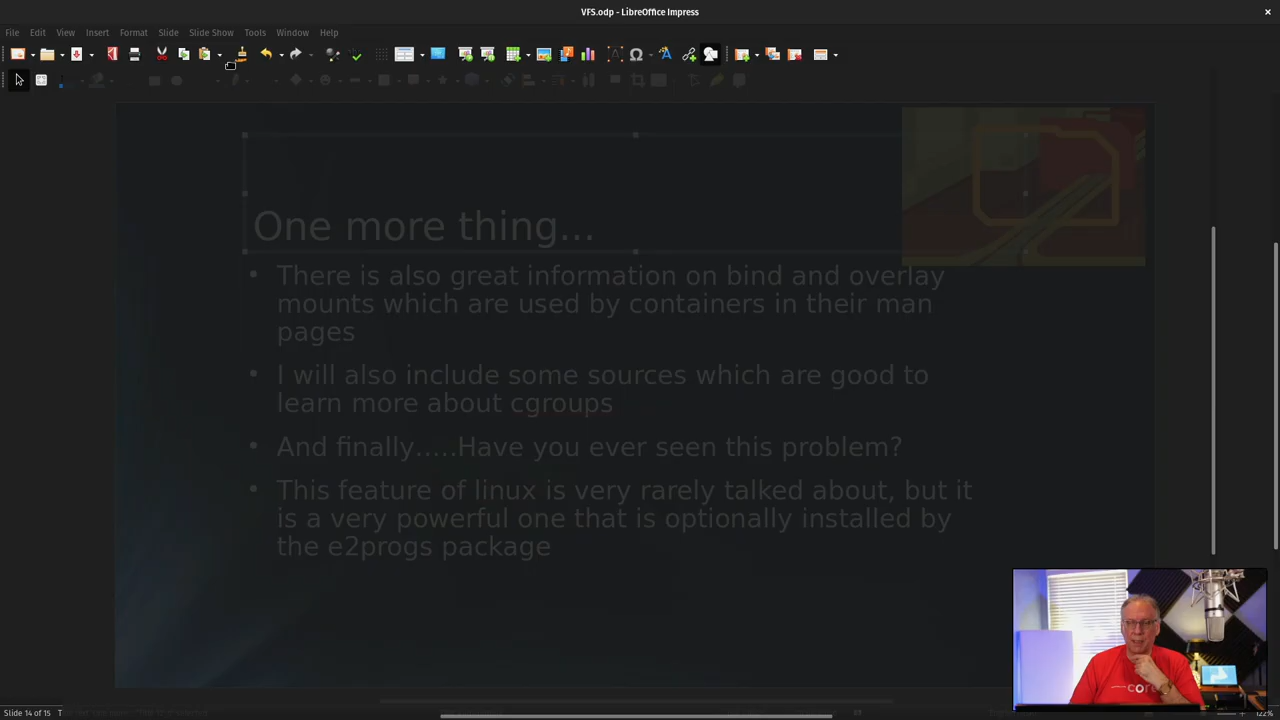 VFS.odp - LibreOffice Impress
File Edit View Insert Format Slide Slide Show Tools Window Help
One more thing...
• There is also great information on bind and overlay
mounts which are used by containers in their man
pages
• I will also include some sources which are good to
learn more about cgroups
• And finally.....Have you ever seen this problem?
• This feature of linux is very rarely talked about, but it
is a very powerful one that is optionally installed by
the e2progs package
Slide 14 of 15
122%